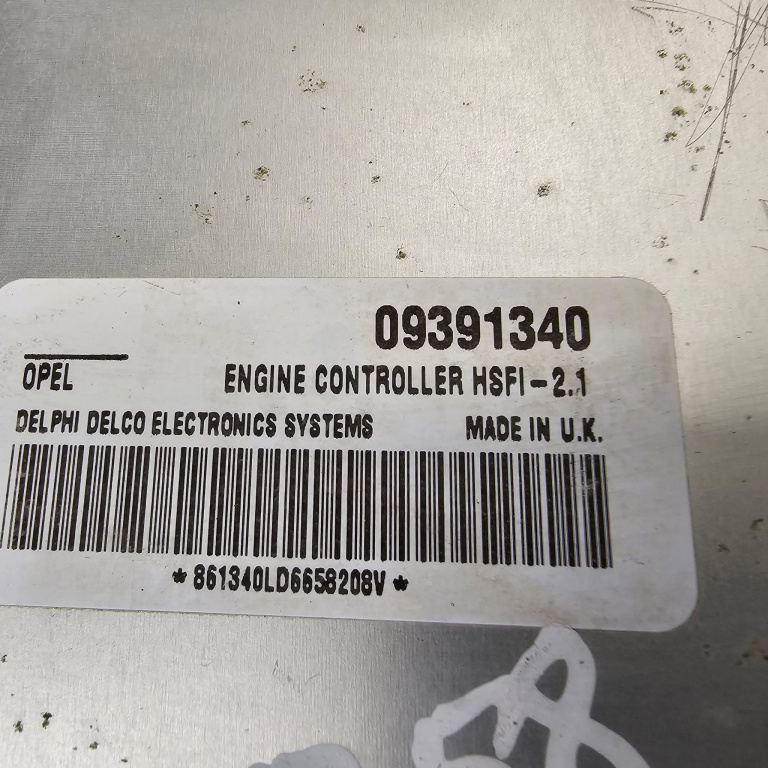 09391340
OPEL ENGINE CONTROLLER HSFI-2.1
DELPHI DELCO ELECTRONICS SYSTEMS MADE IN U.K.
*861340LD6658208V*